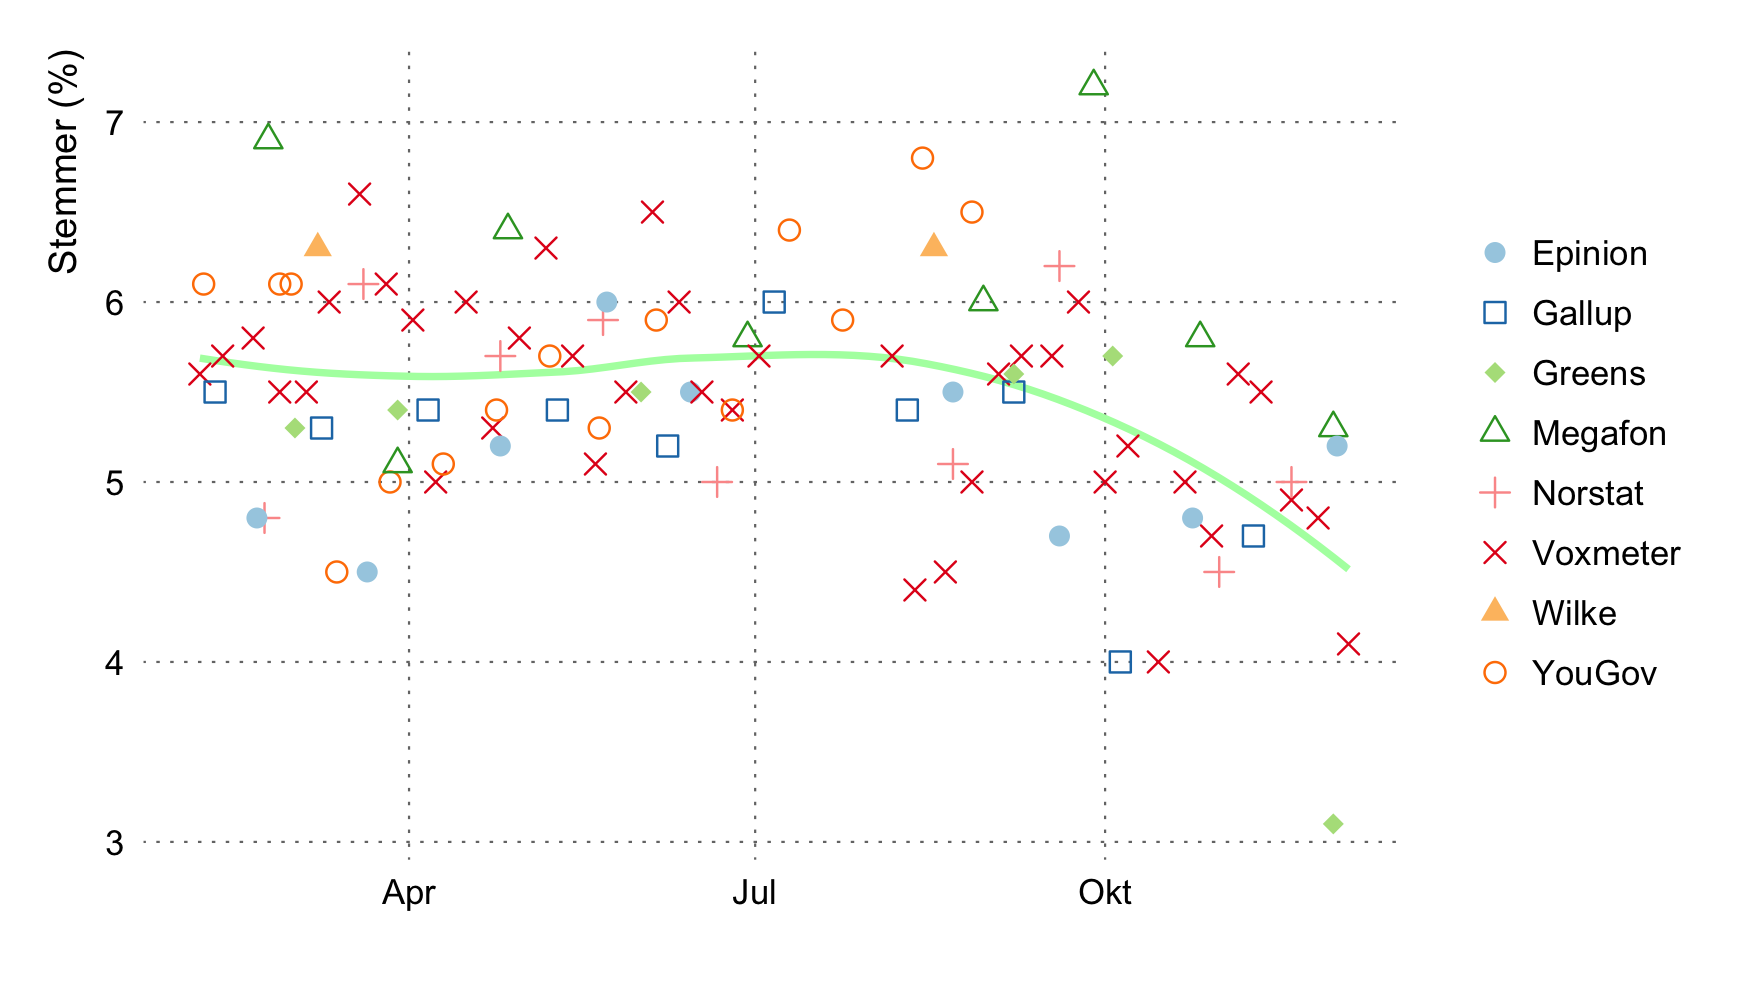 Stemmer (%)
7
6
5
4
3
Apr Jul Okt
Epinion
Gallup
Greens
Megafon
Norstat
Voxmeter
Wilke
YouGov